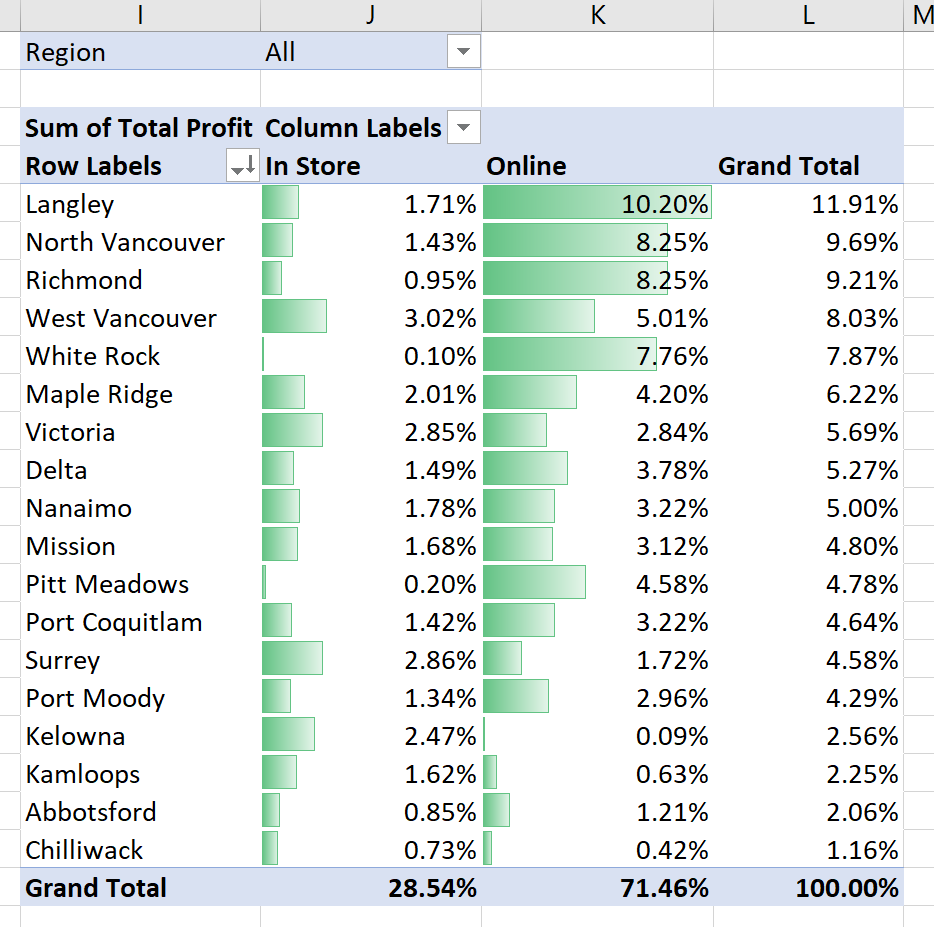 I J K L M
Region All
Sum of Total Profit Column Labels
Row Labels In Store Online Grand Total
Langley 1.71% 10.20% 11.91%
North Vancouver 1.43% 8.25% 9.69%
Richmond 0.95% 8.25% 9.21%
West Vancouver 3.02% 5.01% 8.03%
White Rock 0.10% 7.76% 7.87%
Maple Ridge 2.01% 4.20% 6.22%
Victoria 2.85% 2.84% 5.69%
Delta 1.49% 3.78% 5.27%
Nanaimo 1.78% 3.22% 5.00%
Mission 1.68% 3.12% 4.80%
Pitt Meadows 0.20% 4.58% 4.78%
Port Coquitlam 1.42% 3.22% 4.64%
Surrey 2.86% 1.72% 4.58%
Port Moody 1.34% 2.96% 4.29%
Kelowna 2.47% 0.09% 2.56%
Kamloops 1.62% 0.63% 2.25%
Abbotsford 0.85% 1.21% 2.06%
Chilliwack 0.73% 0.42% 1.16%
Grand Total 28.54% 71.46% 100.00%